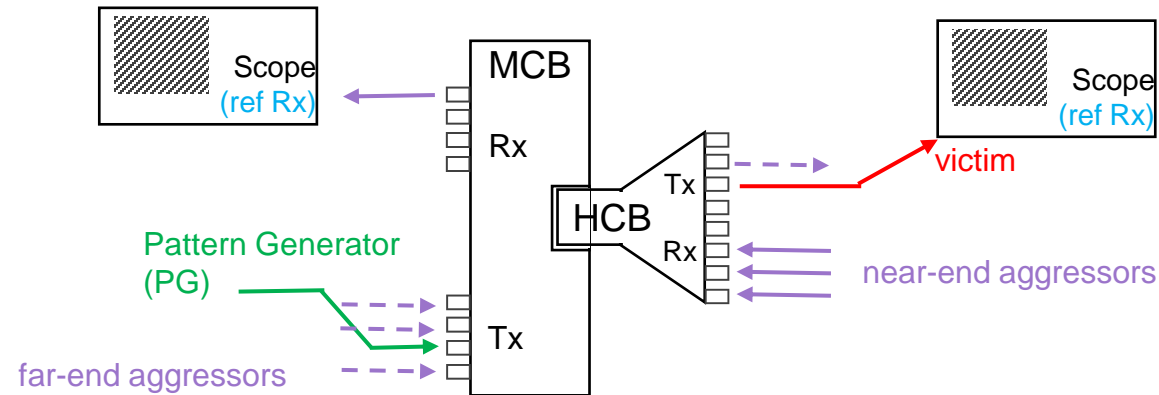 Scope
(ref Rx)
MCB
Rx
Scope
(ref Rx)
victim
Tx
HCB
Rx
near-end aggressors
Pattern Generator
(PG)
Tx
far-end aggressors